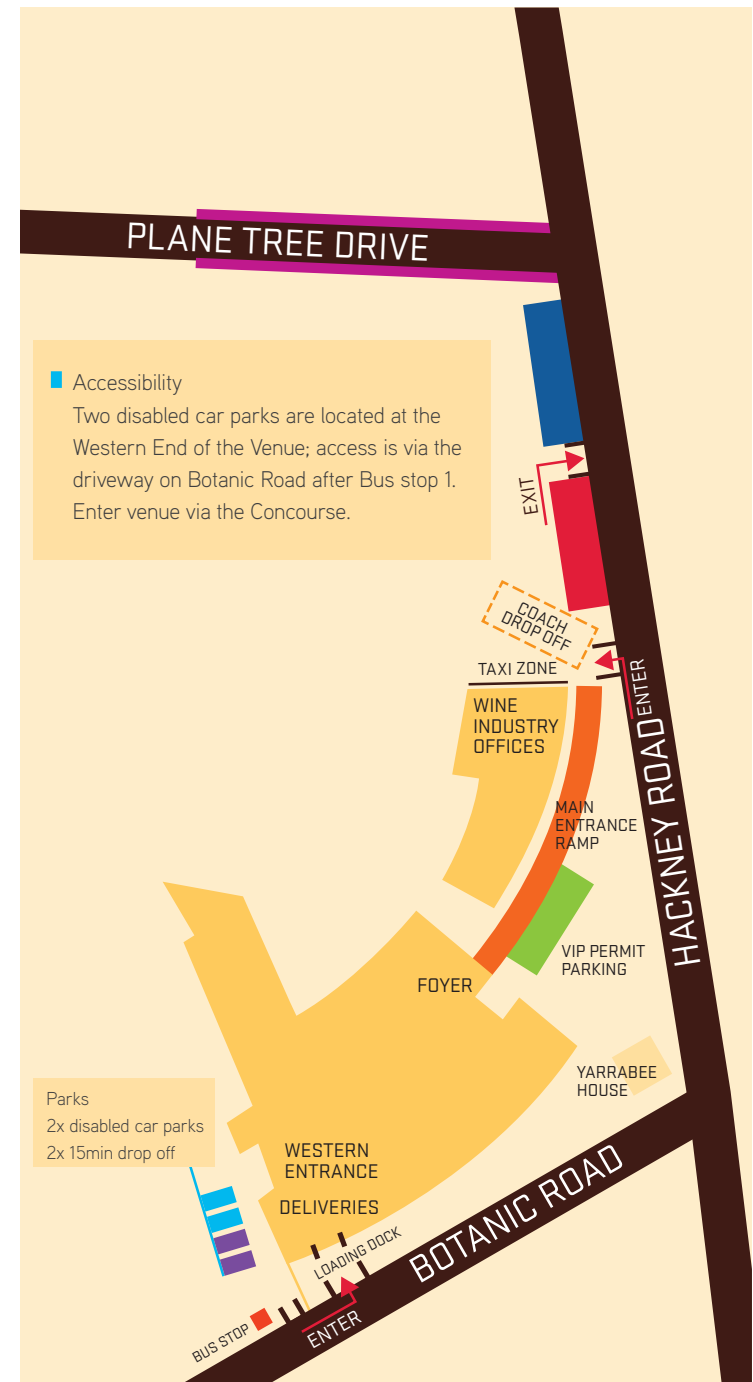 PLANE TREE DRIVE
Accessibility
Two disabled car parks are located at the
Western End of the Venue; access is via the
driveway on Botanic Road after Bus stop 1.
Enter venue via the Concourse.
EXIT
COACH
DROP OFF
TAXI ZONE
ENTER
WINE
INDUSTRY
OFFICES
HACKNEY ROAD
MAIN
ENTRANCE
RAMP
VIP PERMIT
PARKING
FOYER
YARRABEE
HOUSE
Parks
2x disabled car parks
2x 15min drop off
WESTERN
ENTRANCE
DELIVERIES
BOTANIC ROAD
LOADING DOCK
BUS STOP
ENTER